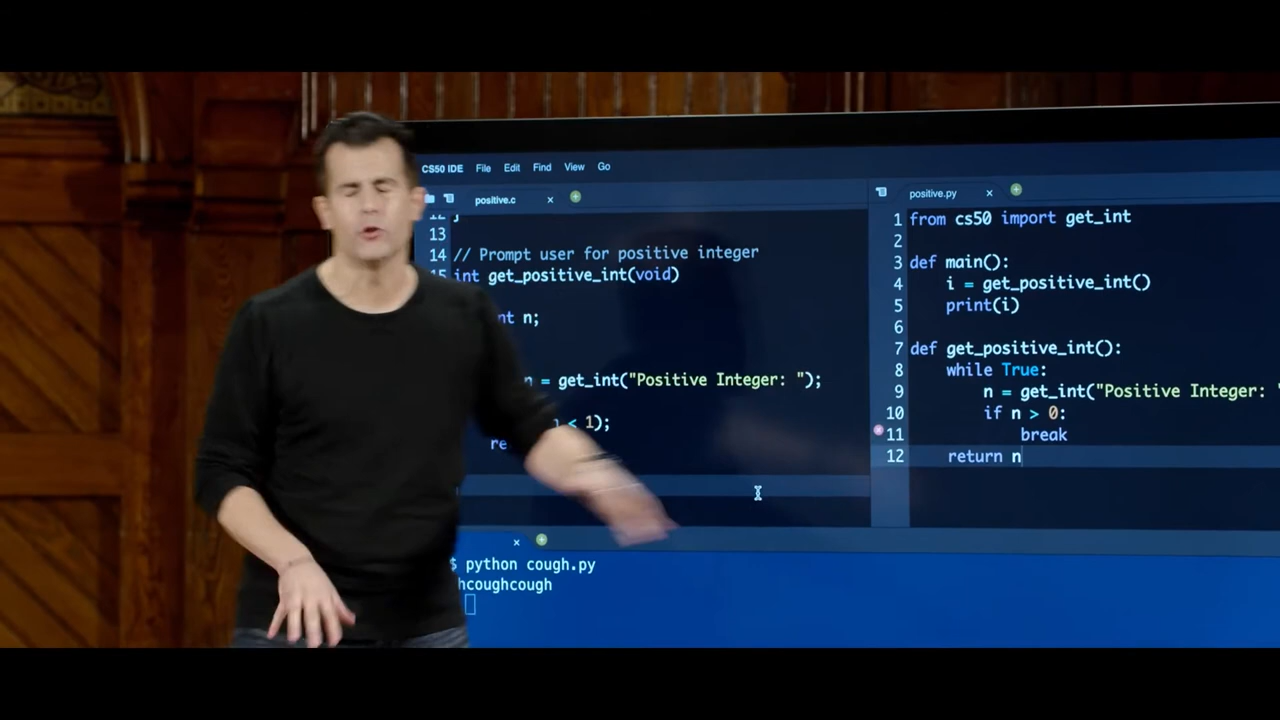 CS50 IDE File Edit Find View Go
positive.c
13
14 // Prompt user for positive integer
int get_positive_int(void)
n;
n = get_int("Positive Integer: ");
< 1);
positive.py
1 from cs50 import get_int
2
3 def main():
4 i = get_positive_int()
5 print(i)
6
7 def get_positive_int():
8 while True:
9 n = get_int("Positive Integer:
10 if n > 0:
11 break
12 return n
$ python cough.py
hcoughcough